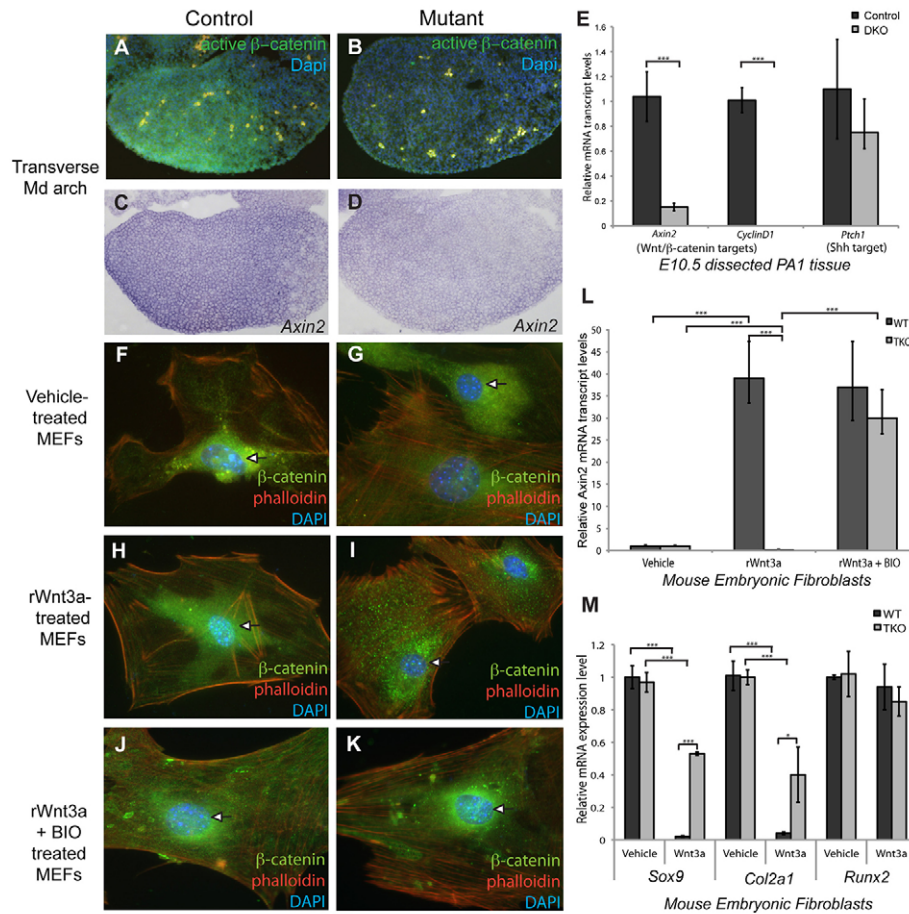 Control
Mutant
Transverse
Md arch
A
active β−catenin
Dapi
B
active β−catenin
Dapi
C
Axin2
D
Axin2
Vehicle-
treated
MEFs
F
β-catenin
phalloidin
DAPI
G
β-catenin
phalloidin
DAPI
rWnt3a-
treated
MEFs
H
β-catenin
phalloidin
DAPI
I
β-catenin
phalloidin
DAPI
rWnt3a
+ BIO
treated
MEFs
J
β-catenin
phalloidin
DAPI
K
β-catenin
phalloidin
DAPI
E
Control
DKO
Relative mRNA transcript levels
1.6
1.4
1.2
1
0.8
0.6
0.4
0.2
0
***
***
Axin2
CyclinD1
Ptch1
(Wnt/β-catenin targets)
(Shh target)
E10.5 dissected PA1 tissue
L
WT
TKO
Relative Axin2 mRNA transcript levels
50
45
40
35
30
25
20
15
10
5
0
***
***
***
***
Vehicle
rWnt3a
rWnt3a + BIO
Mouse Embryonic Fibroblasts
M
WT
TKO
Relative mRNA expression level
1.2
1
0.8
0.6
0.4
0.2
0
***
***
***
***
***
*
Vehicle
Wnt3a
Vehicle
Wnt3a
Vehicle
Wnt3a
Sox9
Col2a1
Runx2
Mouse Embryonic Fibroblasts